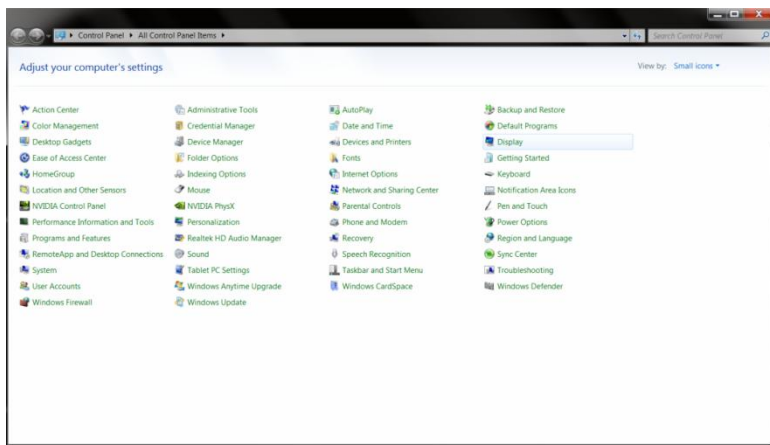 Control Panel ▸ All Control Panel Items ▸ Search Control Panel
Adjust your computer's settings View by: Small icons
Action Center Administrative Tools AutoPlay Backup and Restore
Color Management Credential Manager Date and Time Default Programs
Desktop Gadgets Device Manager Devices and Printers Display
Ease of Access Center Folder Options Fonts Getting Started
HomeGroup Indexing Options Internet Options Keyboard
Location and Other Sensors Mouse Network and Sharing Center Notification Area Icons
NVIDIA Control Panel NVIDIA PhysX Parental Controls Pen and Touch
Performance Information and Tools Personalization Phone and Modem Power Options
Programs and Features Realtek HD Audio Manager Recovery Region and Language
RemoteApp and Desktop Connections Sound Speech Recognition Sync Center
System Tablet PC Settings Taskbar and Start Menu Troubleshooting
User Accounts Windows Anytime Upgrade Windows CardSpace Windows Defender
Windows Firewall Windows Update